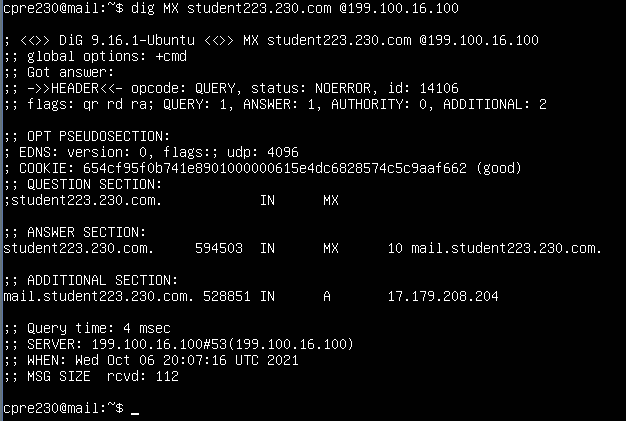 cpre230@mail:~$ dig MX student223.230.com @199.100.16.100
; <<>> DiG 9.16.1-Ubuntu <<>> MX student223.230.com @199.100.16.100
;; global options: +cmd
;; Got answer:
;; ->>HEADER<<- opcode: QUERY, status: NOERROR, id: 14106
;; flags: qr rd ra; QUERY: 1, ANSWER: 1, AUTHORITY: 0, ADDITIONAL: 2
;; OPT PSEUDOSECTION:
; EDNS: version: 0, flags:; udp: 4096
; COOKIE: 654cf95f0b741e8901000000615e4dc6828574c5c9aaf662 (good)
;; QUESTION SECTION:
;student223.230.com. IN MX
;; ANSWER SECTION:
student223.230.com. 594503 IN MX 10 mail.student223.230.com.
;; ADDITIONAL SECTION:
mail.student223.230.com. 528851 IN A 17.179.208.204
;; Query time: 4 msec
;; SERVER: 199.100.16.100#53(199.100.16.100)
;; WHEN: Wed Oct 06 20:07:16 UTC 2021
;; MSG SIZE rcvd: 112
cpre230@mail:~$ _